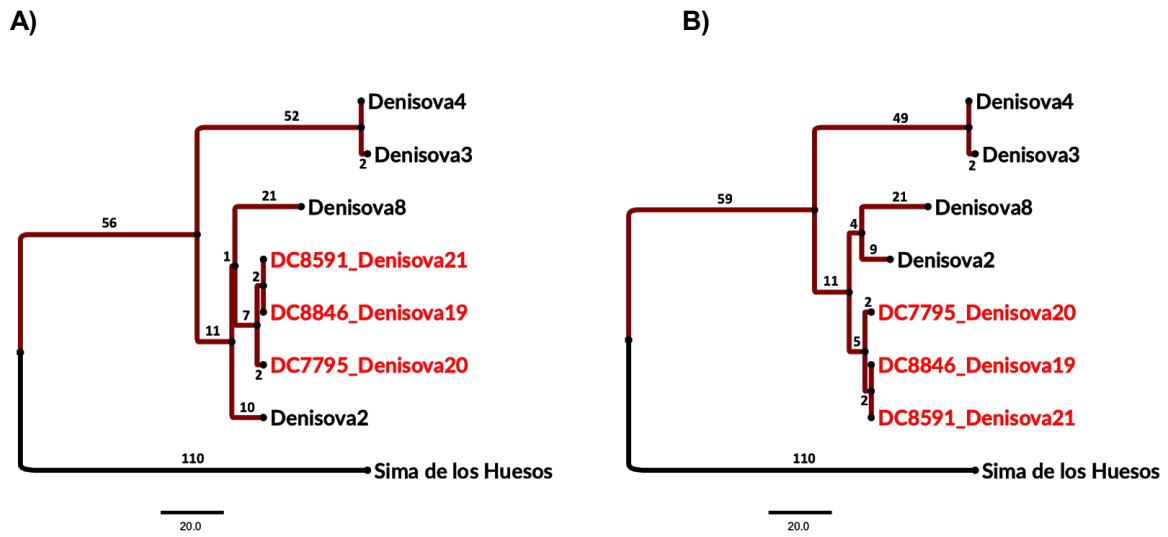 A)
Denisova4
52
Denisova3
2
21
Denisova8
56
1
DC8591_Denisova21
2
DC8846_Denisova19
7
11
DC7795_Denisova20
2
10
Denisova2
110
Sima de los Huesos
20.0
B)
Denisova4
49
Denisova3
2
59
21
Denisova8
4
9
Denisova2
11
2
DC7795_Denisova20
5
DC8846_Denisova19
2
DC8591_Denisova21
110
Sima de los Huesos
20.0